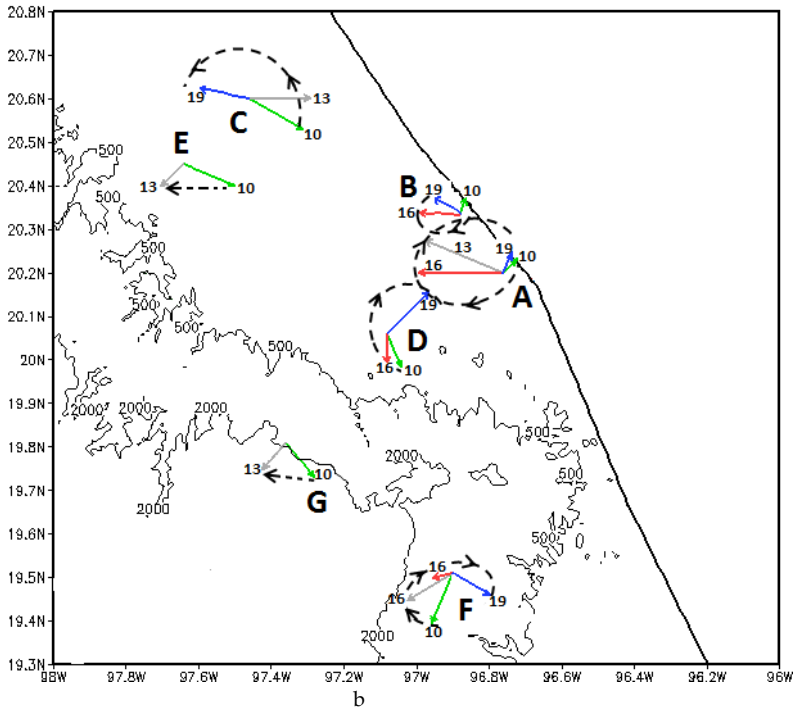 20.8N
20.7N
20.6N
19
C
13
10
20.5N
500
E
500
20.4N
13
10
B
19
10
16
20.3N
500
13
19
10
16
20.2N
500
A
20.1N
500
19
D
20N
500
16
10
19.9N
2000
2000
2000
500
19.8N
2000
13
10
500
19.7N
G
2000
19.6N
500
16
19.5N
16
F
19
19.4N
10
2000
19.3N
98W
97.8W
97.6W
97.4W
97.2W
97W
96.8W
96.6W
96.4W
96.2W
96W
b